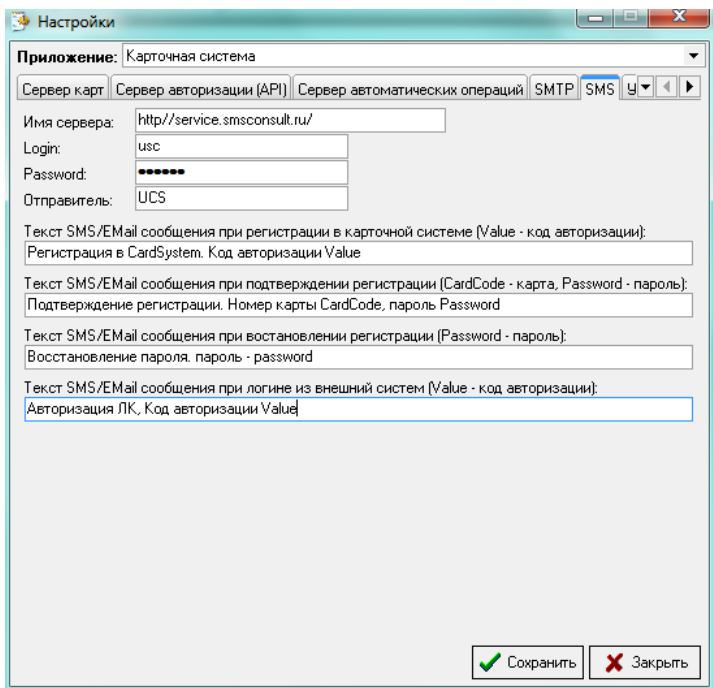 Настройки
Приложение: Карточная система
Сервер карт Сервер авторизации (API) Сервер автоматических операций SMTP SMS У
Имя сервера: http//service.smsconsult.ru/
Login: usc
Password: ••••••
Отправитель: UCS
Текст SMS/EMail сообщения при регистрации в карточной системе (Value - код авторизации):
Регистрация в CardSystem. Код авторизации Value
Текст SMS/EMail сообщения при подтверждении регистрации (CardCode - карта, Password - пароль):
Подтверждение регистрации. Номер карты CardCode, пароль Password
Текст SMS/EMail сообщения при востановлении регистрации (Password - пароль):
Восстановление пароля. пароль - password
Текст SMS/EMail сообщения при логине из внешний систем (Value - код авторизации):
Авторизация ЛК, Код авторизации Value
Сохранить Закрыть